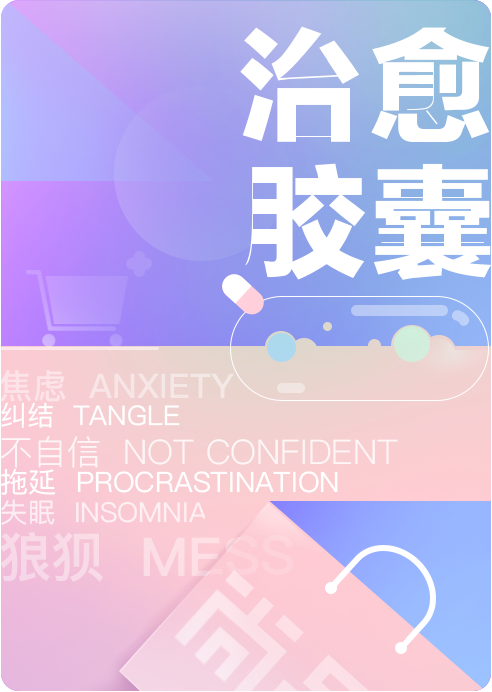 治愈
胶囊
焦虑 ANXIETY
纠结 TANGLE
不自信 NOT CONFIDENT
拖延 PROCRASTINATION
失眠 INSOMNIA
狼狈 MESS